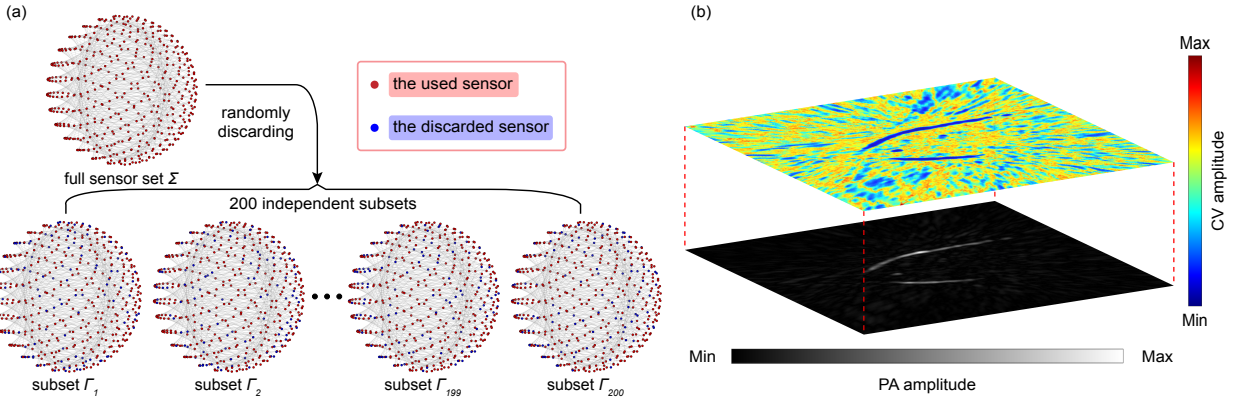 (a)
the used sensor
the discarded sensor
randomly
discarding
full sensor set Σ
200 independent subsets
subset Γ1
subset Γ2
subset Γ199
subset Γ200
(b)
Max
CV amplitude
Min
Min
Max
PA amplitude